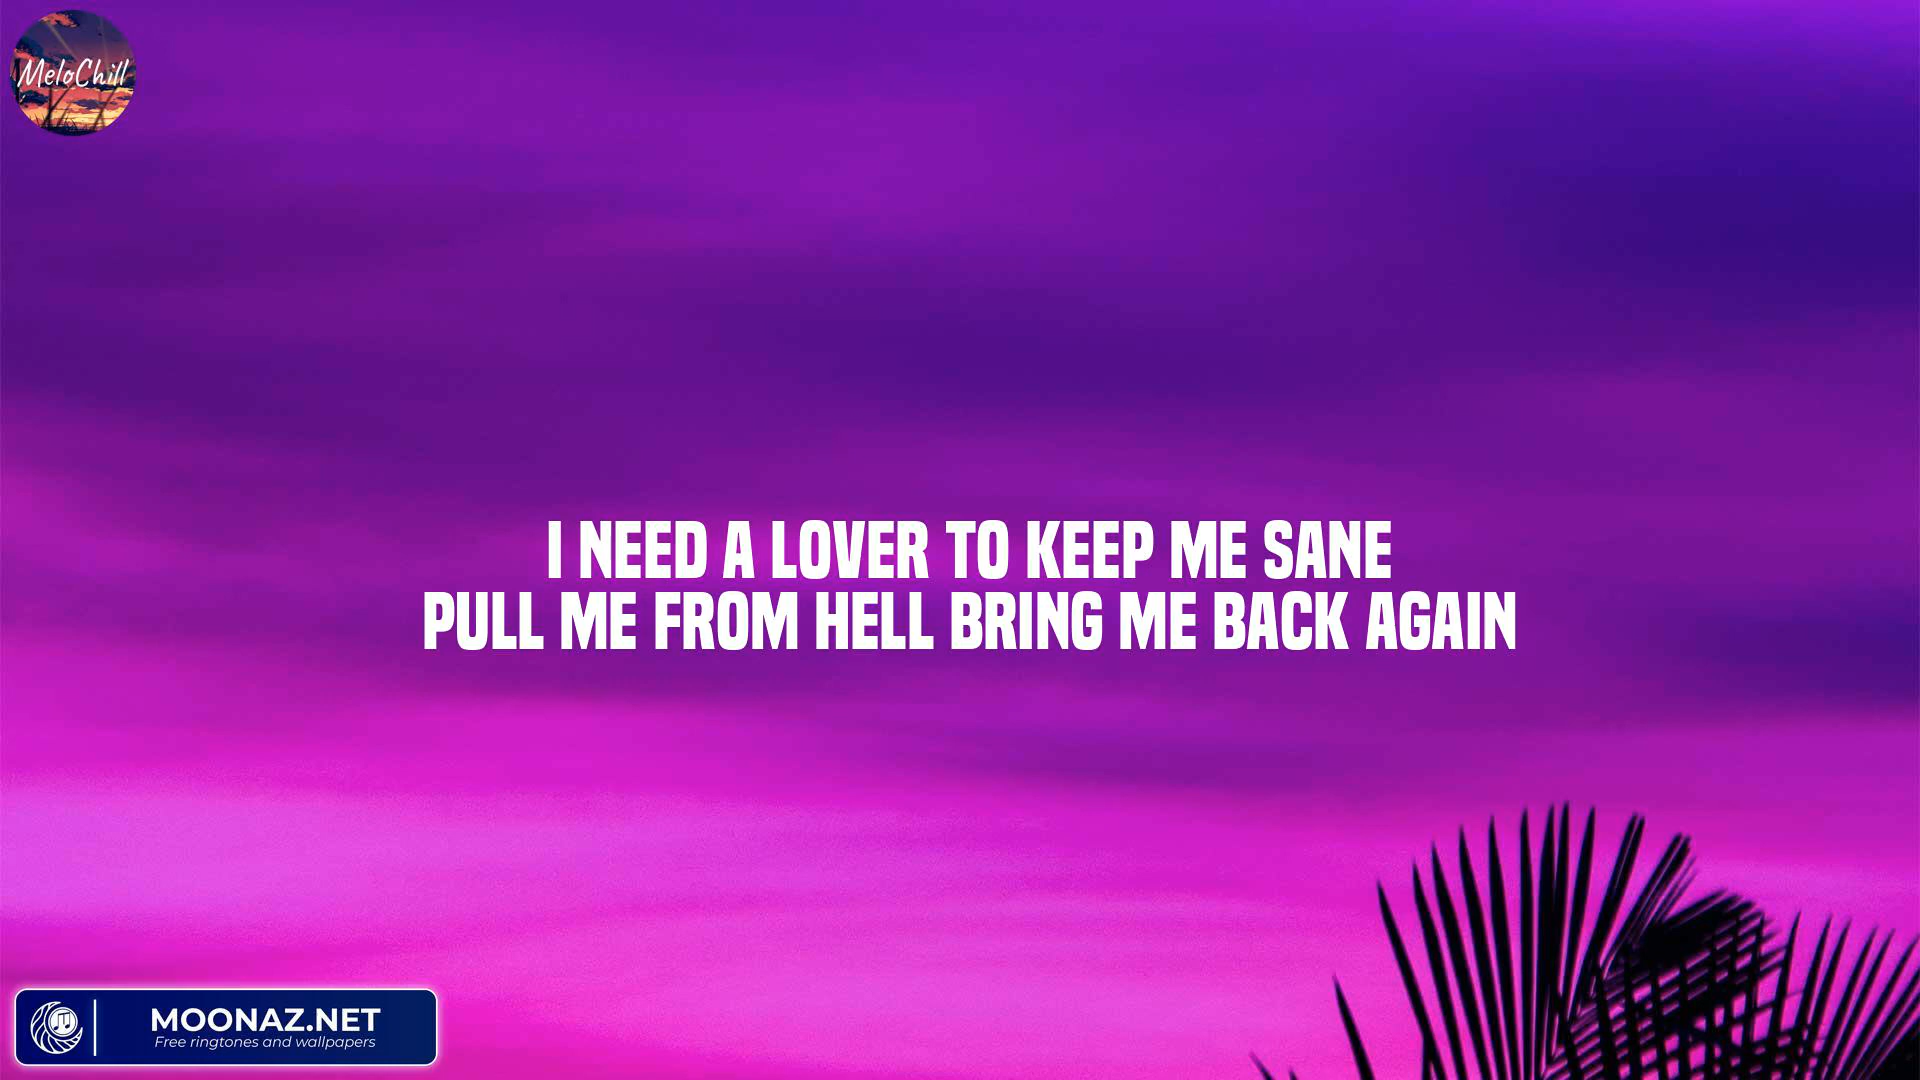 MeloChill
I NEED A LOVER TO KEEP ME SANE
PULL ME FROM HELL BRING ME BACK AGAIN
MOONAZ.NET
Free ringtones and wallpapers